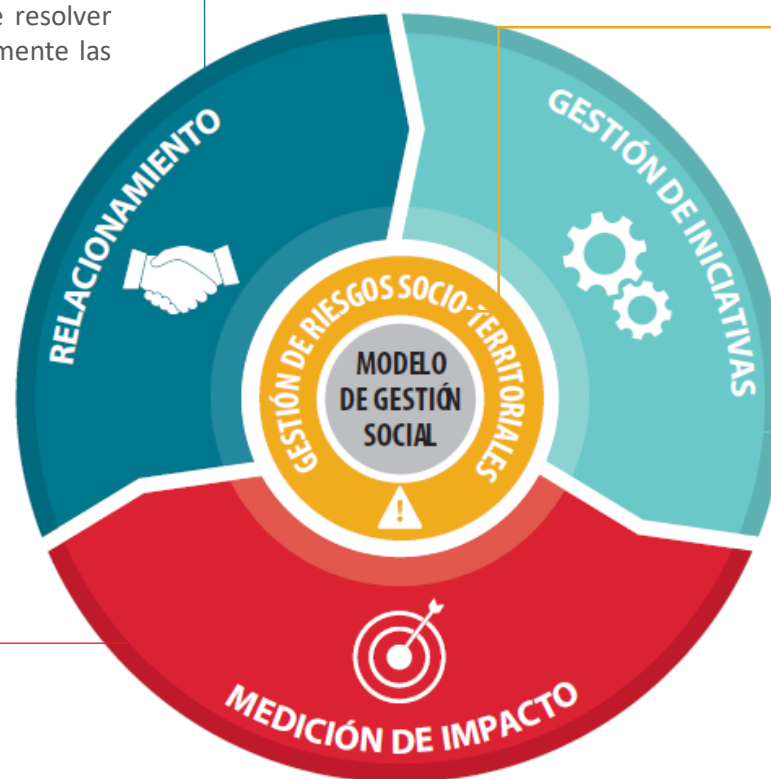 e resolver
mente las
RELACIONAMIENTO
GESTIÓN DE INICIATIVAS
GESTIÓN DE RIESGOS SOCIO-TERRITORIALES
MODELO
DE GESTIÓN
SOCIAL
MEDICIÓN DE IMPACTO